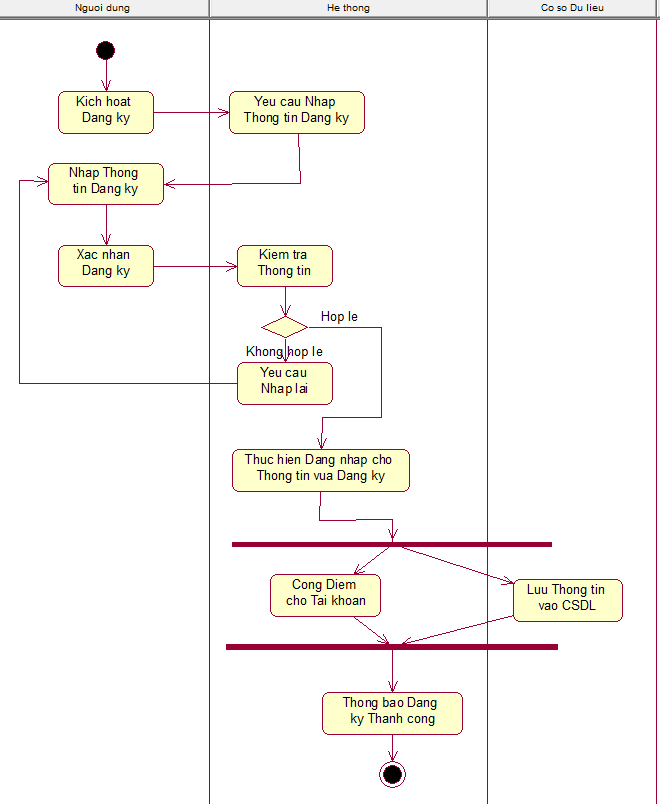 Nguoi dung
He thong
Co so Du lieu
Kich hoat
Dang ky
Yeu cau Nhap
Thong tin Dang ky
Nhap Thong
tin Dang ky
Xac nhan
Dang ky
Kiem tra
Thong tin
Hop le
Khong hop le
Yeu cau
Nhap lai
Thuc hien Dang nhap cho
Thong tin vua Dang ky
Cong Diem
cho Tai khoan
Luu Thong tin
vao CSDL
Thong bao Dang
ky Thanh cong